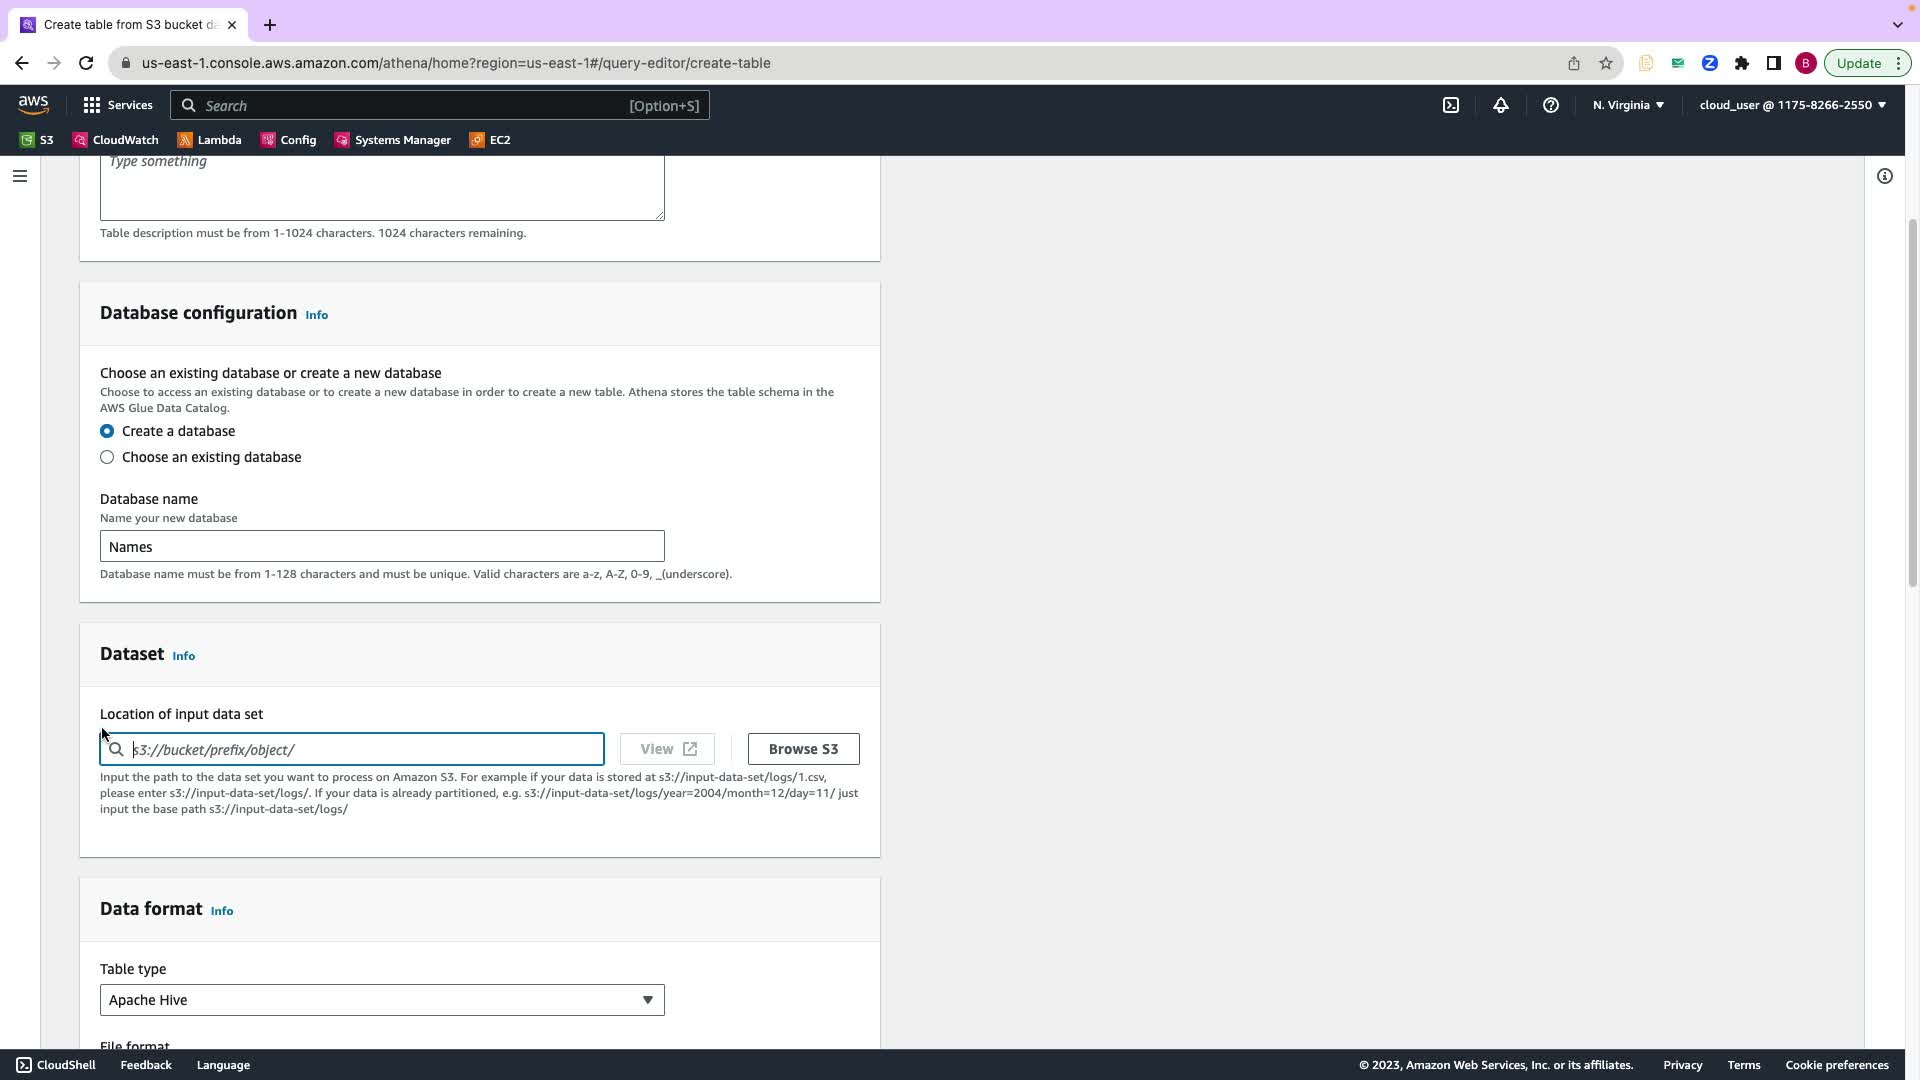 Create table from S3 bucket da
us-east-1.console.aws.amazon.com/athena/home?region=us-east-1#/query-editor/create-table
B
Update
aws
Services
Search
[Option+S]
N. Virginia
cloud_user @ 1175-8266-2550
S3
CloudWatch
Lambda
Config
Systems Manager
EC2
Type something
Table description must be from 1-1024 characters. 1024 characters remaining.
Database configuration Info
Choose an existing database or create a new database
Choose to access an existing database or to create a new database in order to create a new table. Athena stores the table schema in the
AWS Glue Data Catalog.
Create a database
Choose an existing database
Database name
Name your new database
Names
Database name must be from 1-128 characters and must be unique. Valid characters are a-z, A-Z, 0-9, _(underscore).
Dataset Info
Location of input data set
s3://bucket/prefix/object/
View
Browse S3
Input the path to the data set you want to process on Amazon S3. For example if your data is stored at s3://input-data-set/logs/1.csv,
please enter s3://input-data-set/logs/. If your data is already partitioned, e.g. s3://input-data-set/logs/year=2004/month=12/day=11/ just
input the base path s3://input-data-set/logs/
Data format Info
Table type
Apache Hive
File format
CloudShell
Feedback
Language
© 2023, Amazon Web Services, Inc. or its affiliates.
Privacy
Terms
Cookie preferences